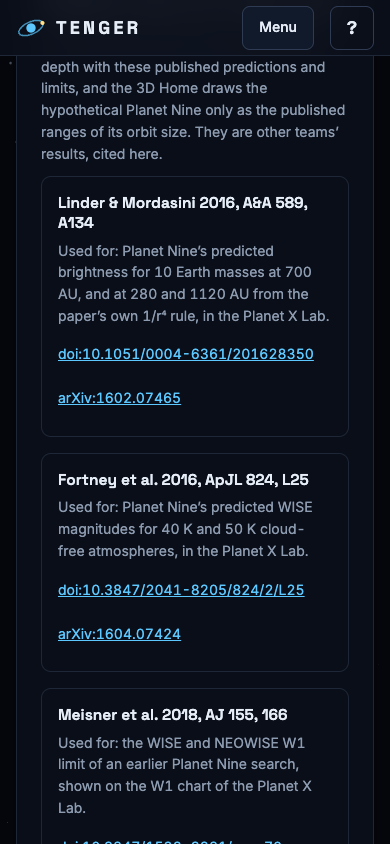 TENGER
Menu
?
depth with these published predictions and
limits, and the 3D Home draws the
hypothetical Planet Nine only as the published
ranges of its orbit size. They are other teams’
results, cited here.
Linder & Mordasini 2016, A&A 589,
A134
Used for: Planet Nine’s predicted
brightness for 10 Earth masses at 700
AU, and at 280 and 1120 AU from the
paper’s own 1/r⁴ rule, in the Planet X Lab.
doi:10.1051/0004-6361/201628350
arXiv:1602.07465
Fortney et al. 2016, ApJL 824, L25
Used for: Planet Nine’s predicted WISE
magnitudes for 40 K and 50 K cloud-
free atmospheres, in the Planet X Lab.
doi:10.3847/2041-8205/824/2/L25
arXiv:1604.07424
Meisner et al. 2018, AJ 155, 166
Used for: the WISE and NEOWISE W1
limit of an earlier Planet Nine search,
shown on the W1 chart of the Planet X
Lab.